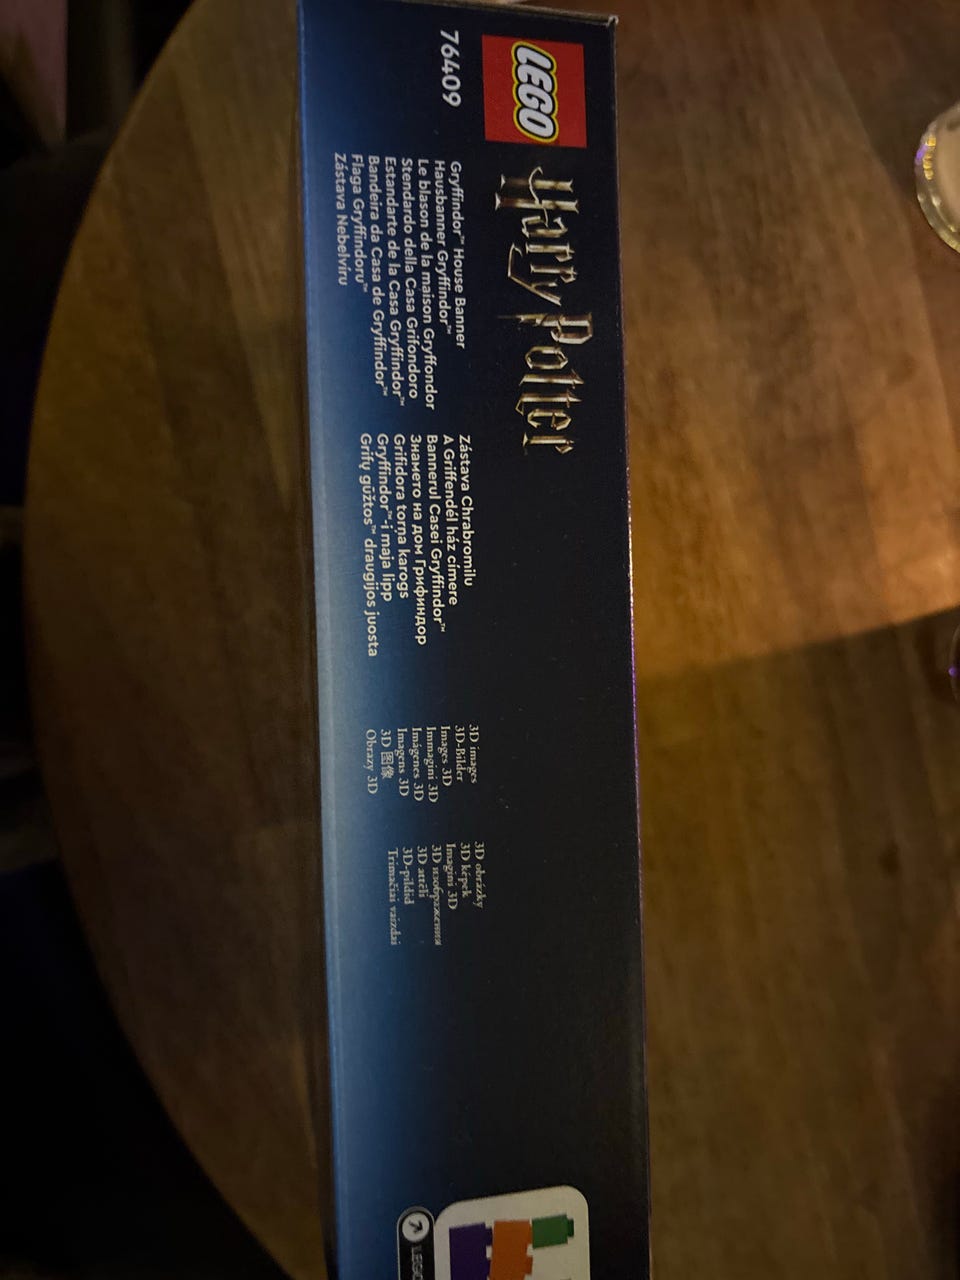 LEGO
Harry Potter
76409
Gryffindor™ House Banner
Hausbanner Gryffindor™
Le blason de la maison Gryffondor
Stendardo della Casa Grifondoro
Estandarte de la Casa Gryffindor™
Bandeira da Casa de Gryffindor™
Flaga Gryffindoru™
Zástava Nebelvíru
Zástava Chrabromilu
A Griffendél ház címere
Bannerul Casei Gryffindor™
Знамето на дом Грифиндор
Grifidora torņa karogs
Gryffindor™-i maja lipp
Grifų gūžtos™ draugijos juosta
3D images
3D-Bilder
Images 3D
Immagini 3D
Imágenes 3D
Imagens 3D
3D 图像
Obrazy 3D
3D obrázky
3D képek
Imagini 3D
3D изображения
3D attēli
3D-pildid
Trimačiai vaizdai
LEGO